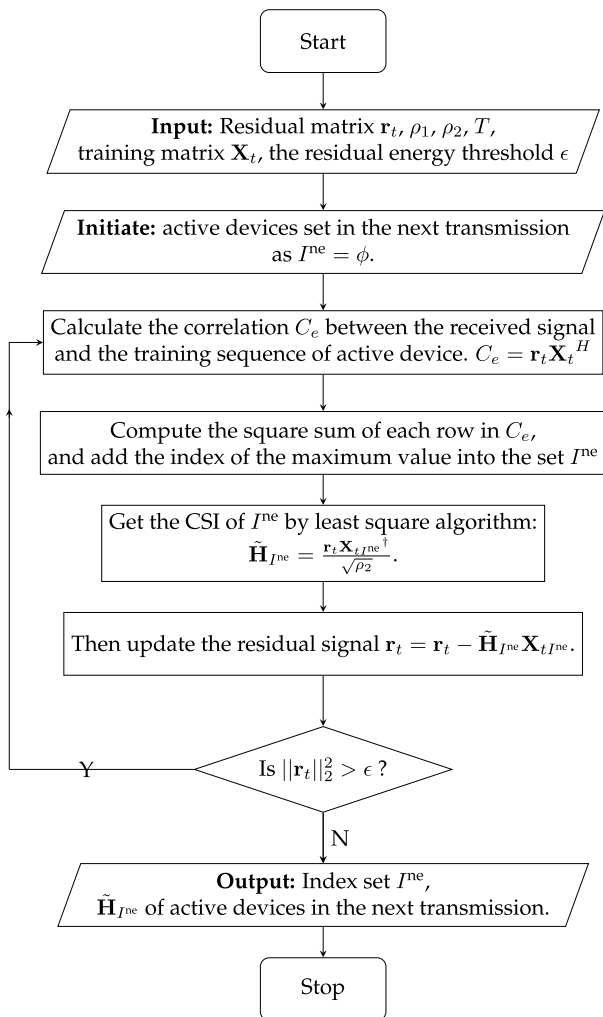 Start
Input: Residual matrix r_t, ρ_1, ρ_2, T,
training matrix X_t, the residual energy threshold ϵ
Initiate: active devices set in the next transmission
as I^ne = ϕ.
Calculate the correlation C_e between the received signal
and the training sequence of active device. C_e = r_t X_t^H
Compute the square sum of each row in C_e,
and add the index of the maximum value into the set I^ne
Get the CSI of I^ne by least square algorithm:
H̃_{I^ne} = r_t X_{tI^ne}^† / √ρ_2.
Then update the residual signal r_t = r_t − H̃_{I^ne} X_{tI^ne}.
Is ||r_t||_2^2 > ϵ ?
Y
N
Output: Index set I^ne,
H̃_{I^ne} of active devices in the next transmission.
Stop